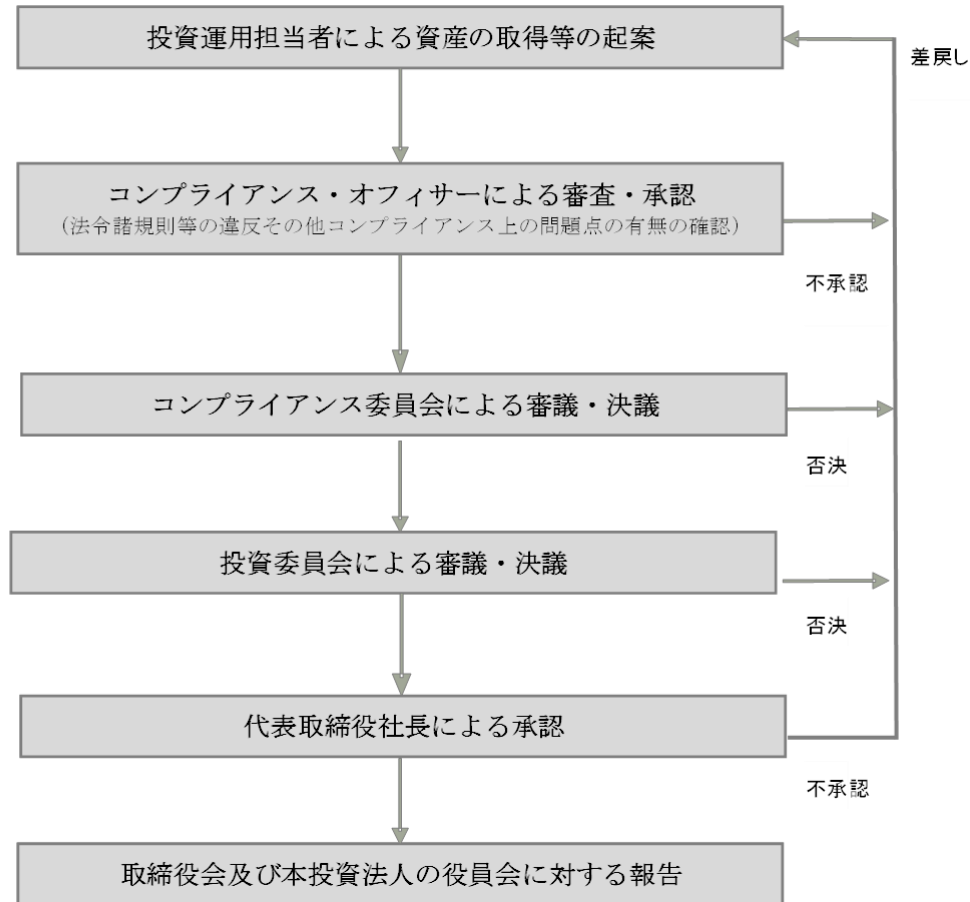 投資運用担当者による資産の取得等の起案
差戻し
コンプライアンス・オフィサーによる審査・承認
(法令諸規則等の違反その他コンプライアンス上の問題点の有無の確認)
不承認
コンプライアンス委員会による審議・決議
否決
投資委員会による審議・決議
否決
代表取締役社長による承認
不承認
取締役会及び本投資法人の役員会に対する報告